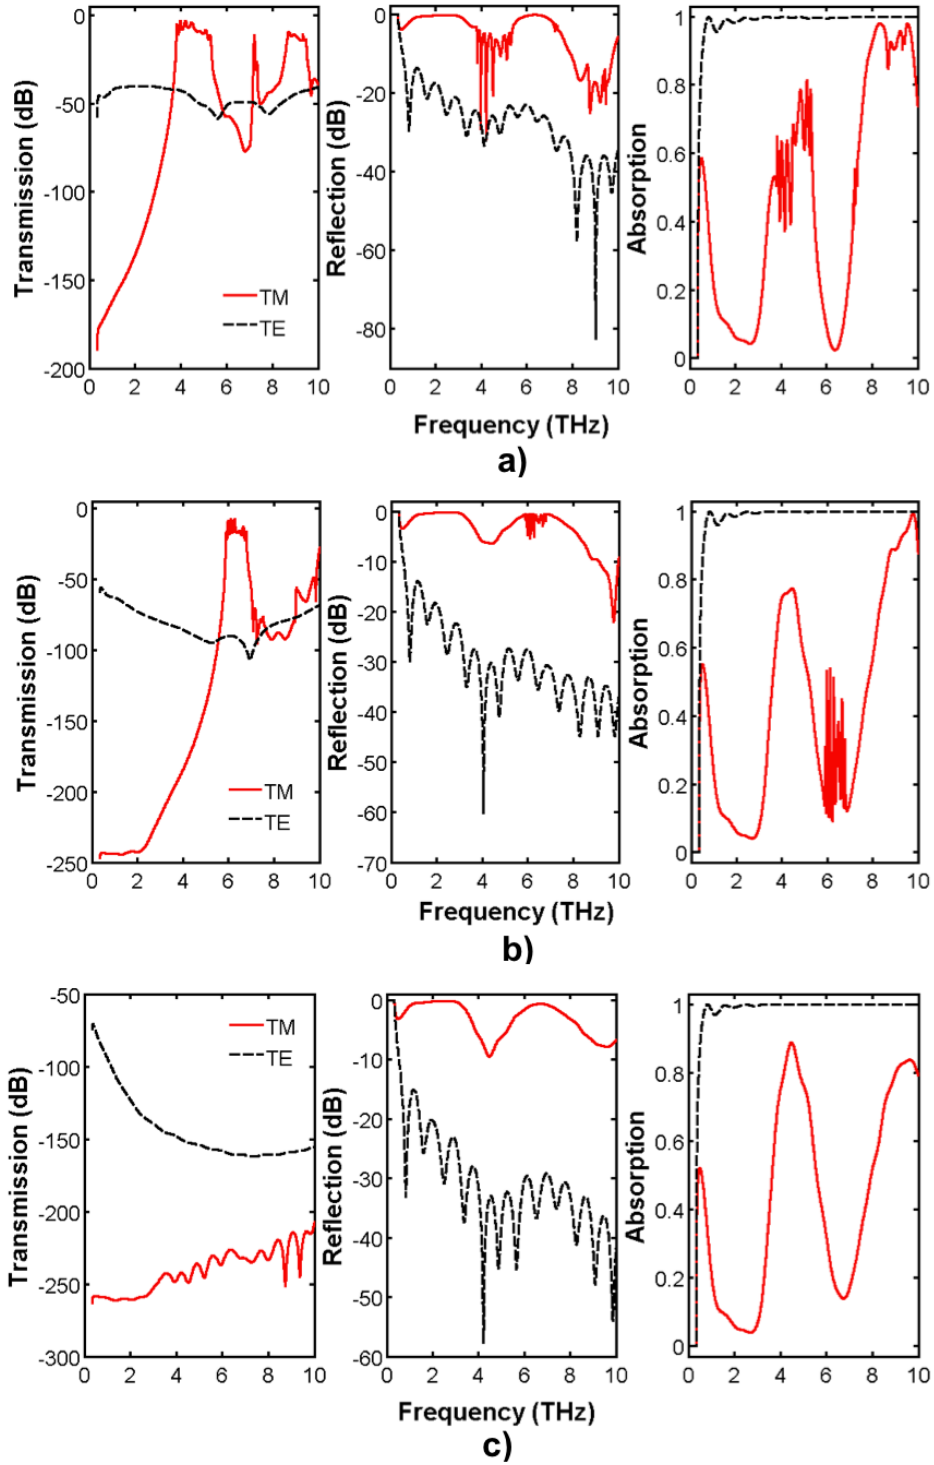 Transmission (dB)
0
-50
-100
-150
-200
0 2 4 6 8 10
TM
TE
Reflection (dB)
0
-20
-40
-60
-80
0 2 4 6 8 10
Absorption
1
0.8
0.6
0.4
0.2
0
0 2 4 6 8 10
Frequency (THz)
a)
Transmission (dB)
0
-50
-100
-150
-200
-250
0 2 4 6 8 10
TM
TE
Reflection (dB)
0
-10
-20
-30
-40
-50
-60
-70
0 2 4 6 8 10
Absorption
1
0.8
0.6
0.4
0.2
0
0 2 4 6 8 10
Frequency (THz)
b)
Transmission (dB)
-50
-100
-150
-200
-250
-300
0 2 4 6 8 10
TM
TE
Reflection (dB)
0
-10
-20
-30
-40
-50
-60
0 2 4 6 8 10
Absorption
1
0.8
0.6
0.4
0.2
0
0 2 4 6 8 10
Frequency (THz)
c)